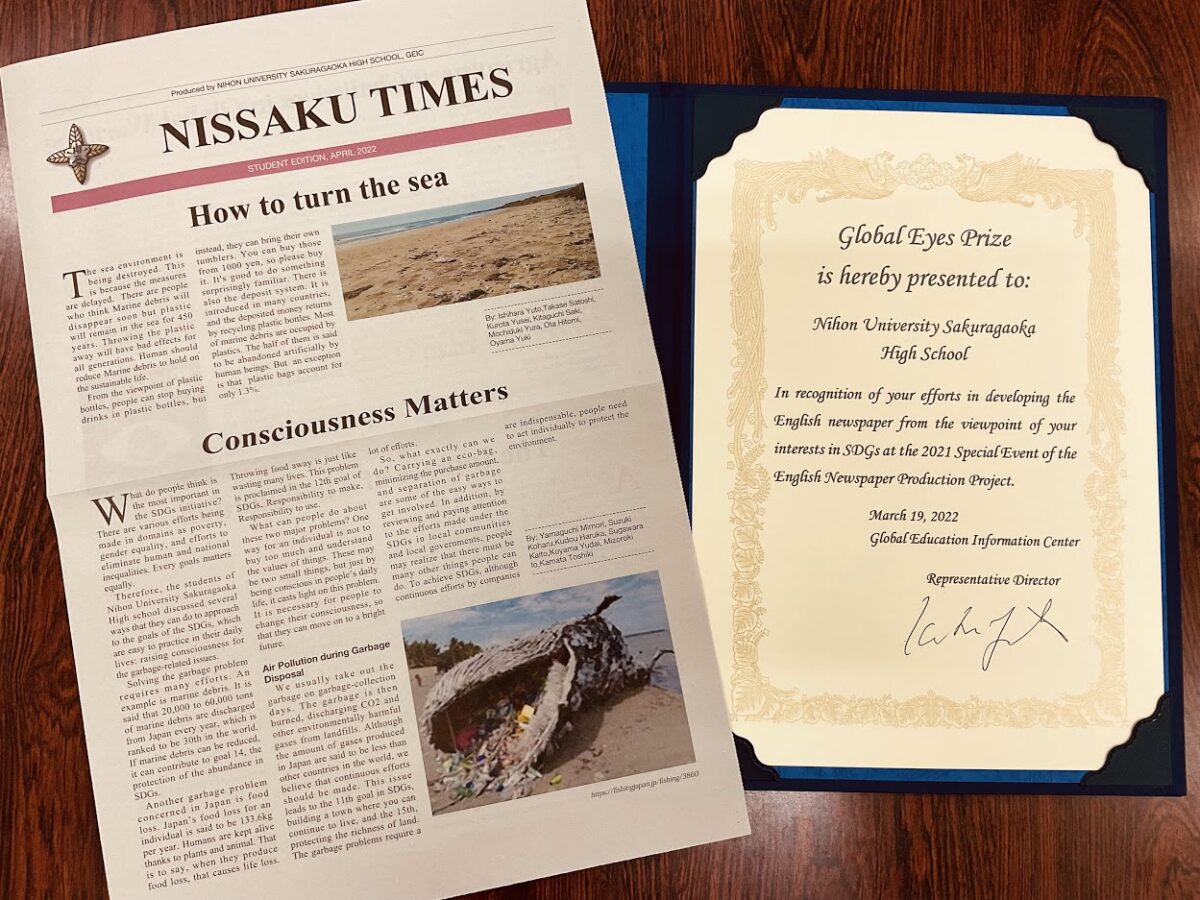 Produced by NIHON UNIVERSITY SAKURAGAOKA HIGH SCHOOL, GEIC
NISSAKU TIMES
STUDENT EDITION, APRIL 2022
How to turn the sea
The sea environment is
being destroyed. This
is because the measures
are delayed. There are people
who think Marine debris will
disappear soon but plastic
will remain in the sea for 450
years. Throwing the plastic
away will have bad effects for
all generations. Human should
reduce Marine debris to hold on
the sustainable life.
From the viewpoint of plastic
bottles, people can stop buying
drinks in plastic bottles, but
instead, they can bring their own
tumblers. You can buy those
from 1000 yen, so please buy
it. It's good to do something
surprisingly familiar. There is
also the deposit system. It is
introduced in many countries,
and the deposited money returns
by recycling plastic bottles. Most
of marine debris are occupied by
plastics. The half of them is said
to be abandoned artificially by
human beings. But an exception
is that plastic bags account for
only 1.3%.
By: Ishihara Yuto,Takase Satoshi,
Kurota Yusei, Kitaguchi Saki,
Mochiduki Yura, Ota Hitomi,
Oyama Yuki
Consciousness Matters
What do people think is
the most important in
the SDGs initiative?
There are various efforts being
made in domains as poverty,
gender equality, and efforts to
eliminate human and national
inequalities. Every goals matters
equally.
Therefore, the students of
Nihon University Sakuragaoka
High school discussed several
ways that they can do to approach
to the goals of the SDGs, which
are easy to practice in their daily
lives: raising consciousness for
the garbage-related issues.
Solving the garbage problem
requires many efforts. An
example is marine debris. It is
said that 20,000 to 60,000 tons
of marine debris are discharged
from Japan every year, which is
ranked to be 30th in the world.
If marine debris can be reduced,
it can contribute to goal 14, the
protection of the abundance in
SDGs.
Another garbage problem
concerned in Japan is food
loss. Japan's food loss for an
individual is said to be 133.6kg
per year. Humans are kept alive
thanks to plants and animal. That
is to say, when they produce
food loss, that causes life loss.
Throwing food away is just like
wasting many lives. This problem
is proclaimed in the 12th goal of
SDGs, Responsibility to make,
Responsibility to use.
What can people do about
these two major problems? One
way for an individual is not to
buy too much and understand
the values of things. These may
be two small things, but just by
being conscious in people's daily
life, it casts light on this problem.
It is necessary for people to
change their consciousness, so
that they can move on to a bright
future.
Air Pollution during Garbage
Disposal
We usually take out the
garbage on garbage-collection
days. The garbage is then
burned, discharging CO2 and
other environmentally harmful
gases from landfills. Although
the amount of gases produced
in Japan are said to be less than
other countries in the world, we
believe that continuous efforts
should be made. This issue
leads to the 11th goal in SDGs,
building a town where you can
continue to live, and the 15th,
protecting the richness of land.
The garbage problems require a
lot of efforts.
So, what exactly can we
do? Carrying an eco-bag,
minimizing the purchase amount,
and separation of garbage
are some of the easy ways to
get involved. In addition, by
reviewing and paying attention
to the efforts made under the
SDGs in local communities
and local governments, people
may realize that there must be
many other things people can
do. To achieve SDGs, although
continuous efforts by companies
are indispensable, people need
to act individually to protect the
environment.
By: Yamaguchi Mimori, Suzuki
Koharu,Kudou Haruka, Sugawara
Kaito,Koyama Yudai, Mizoroki
Io,Kamata Toshiki
https://fishingjapan.jp/fishing/3860
Global Eyes Prize
is hereby presented to:
Nihon University Sakuragaoka
High School
In recognition of your efforts in developing the
English newspaper from the viewpoint of your
interests in SDGs at the 2021 Special Event of the
English Newspaper Production Project.
March 19, 2022
Global Education Information Center
Representative Director